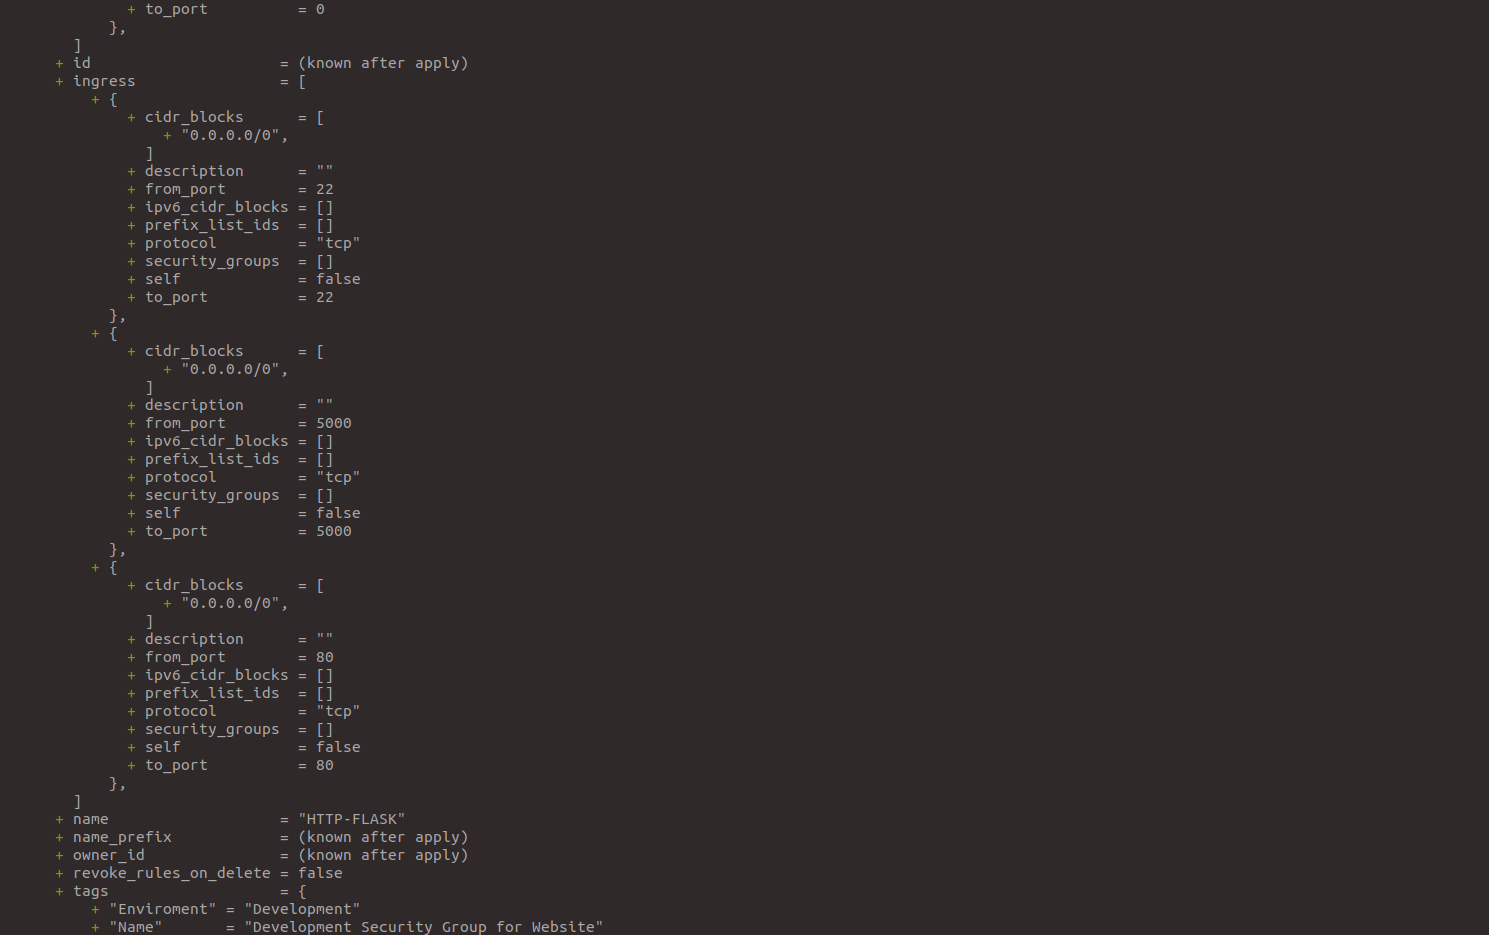 + to_port = 0
},
]
+ id = (known after apply)
+ ingress = [
+ {
+ cidr_blocks = [
+ "0.0.0.0/0",
]
+ description = ""
+ from_port = 22
+ ipv6_cidr_blocks = []
+ prefix_list_ids = []
+ protocol = "tcp"
+ security_groups = []
+ self = false
+ to_port = 22
},
+ {
+ cidr_blocks = [
+ "0.0.0.0/0",
]
+ description = ""
+ from_port = 5000
+ ipv6_cidr_blocks = []
+ prefix_list_ids = []
+ protocol = "tcp"
+ security_groups = []
+ self = false
+ to_port = 5000
},
+ {
+ cidr_blocks = [
+ "0.0.0.0/0",
]
+ description = ""
+ from_port = 80
+ ipv6_cidr_blocks = []
+ prefix_list_ids = []
+ protocol = "tcp"
+ security_groups = []
+ self = false
+ to_port = 80
},
]
+ name = "HTTP-FLASK"
+ name_prefix = (known after apply)
+ owner_id = (known after apply)
+ revoke_rules_on_delete = false
+ tags = {
+ "Enviroment" = "Development"
+ "Name" = "Development Security Group for Website"